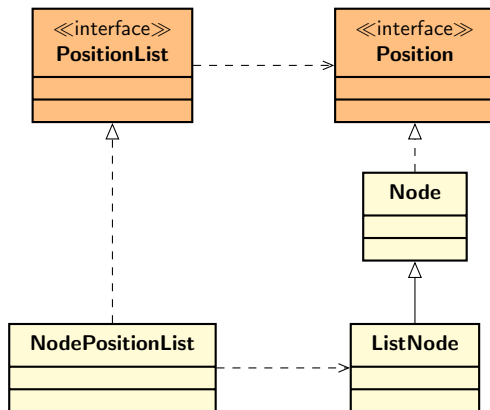 ≪interface≫
PositionList
≪interface≫
Position
Node
NodePositionList
ListNode